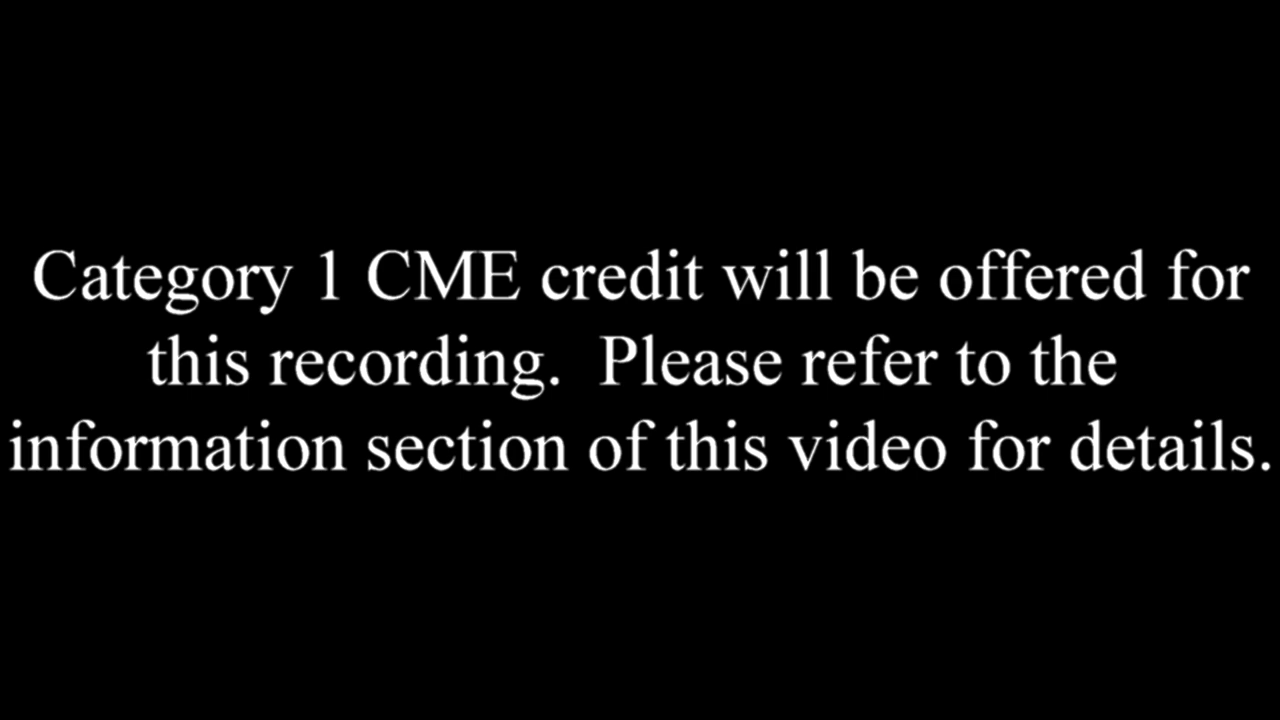 Category 1 CME credit will be offered for
this recording.  Please refer to the
information section of this video for details.